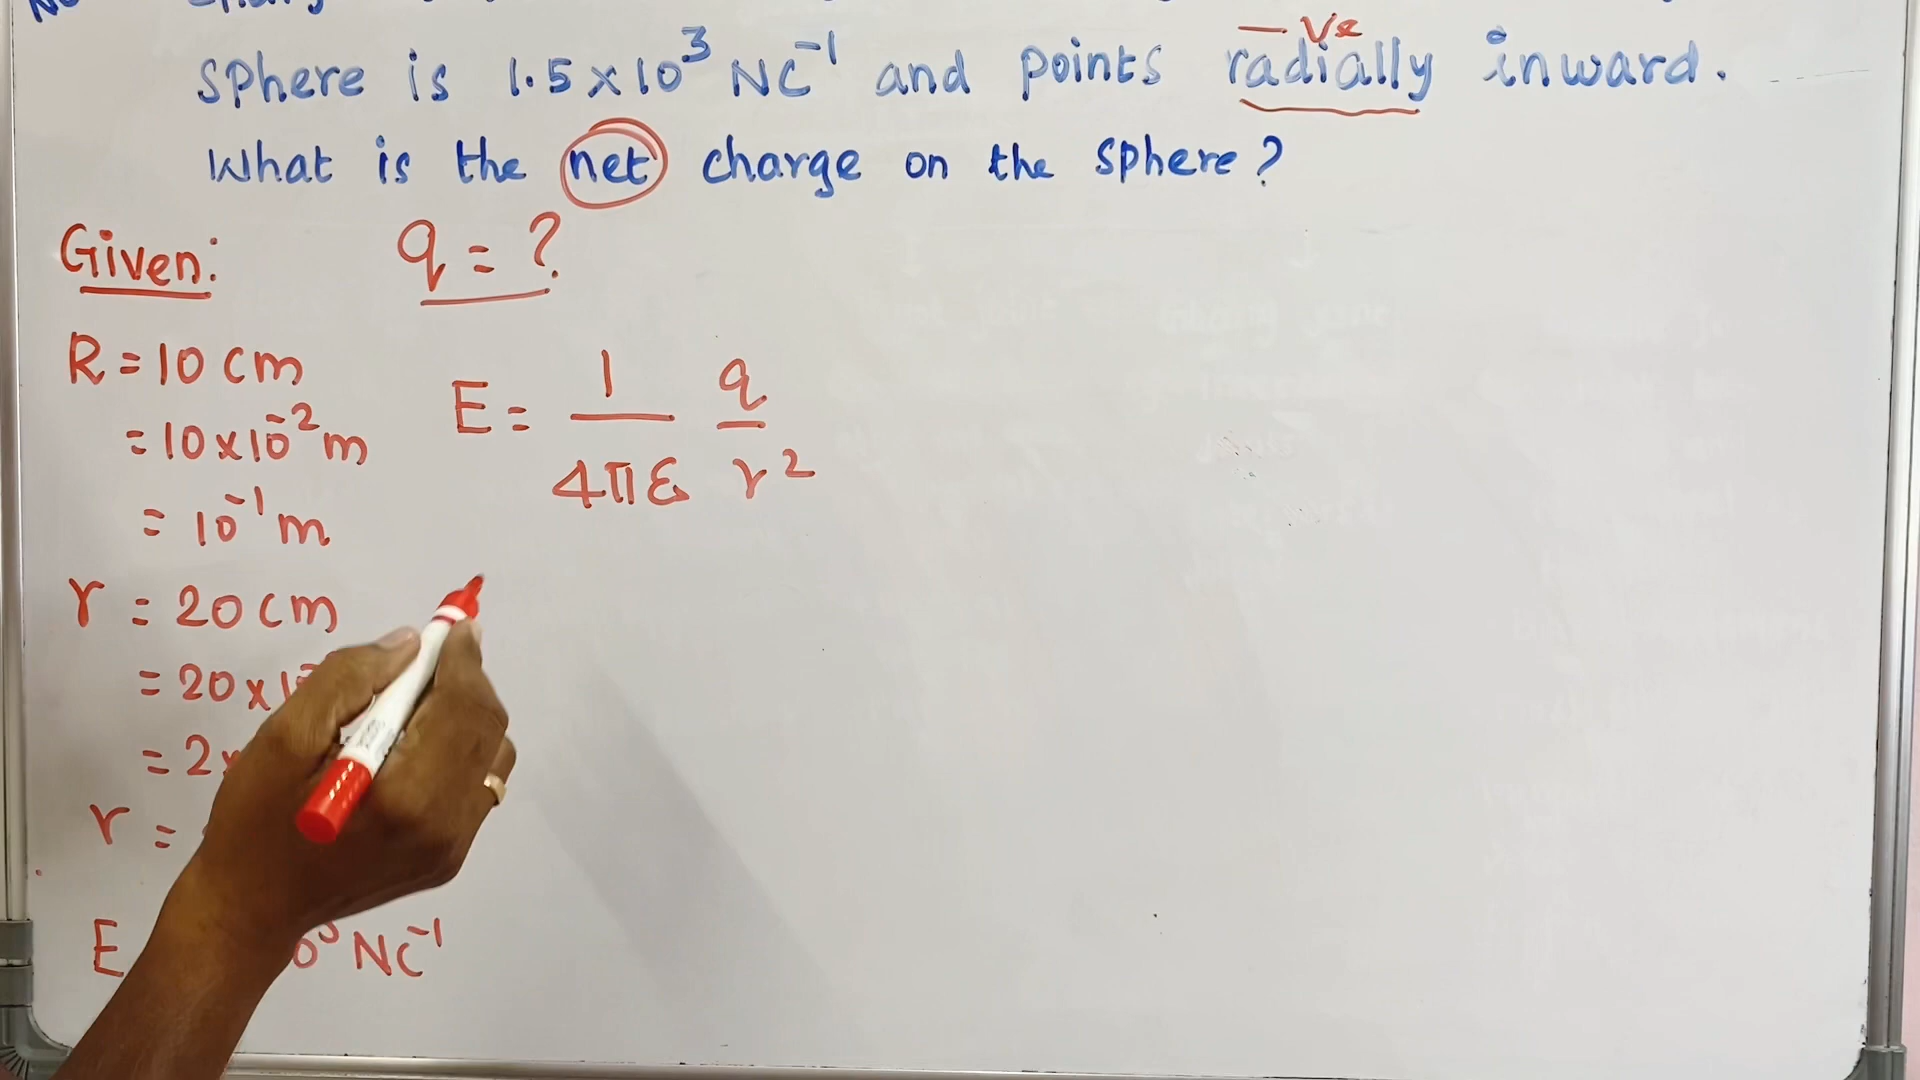 sphere is 1.5×10³ NC⁻¹ and points radially inward.
-ve
What is the net charge on the sphere?
Given:
q = ?
R = 10 cm
= 10×10⁻² m
= 10⁻¹ m
E = 1/4πε q/r²
r = 20 cm
= 20×
= 2×
r =
E
NC⁻¹